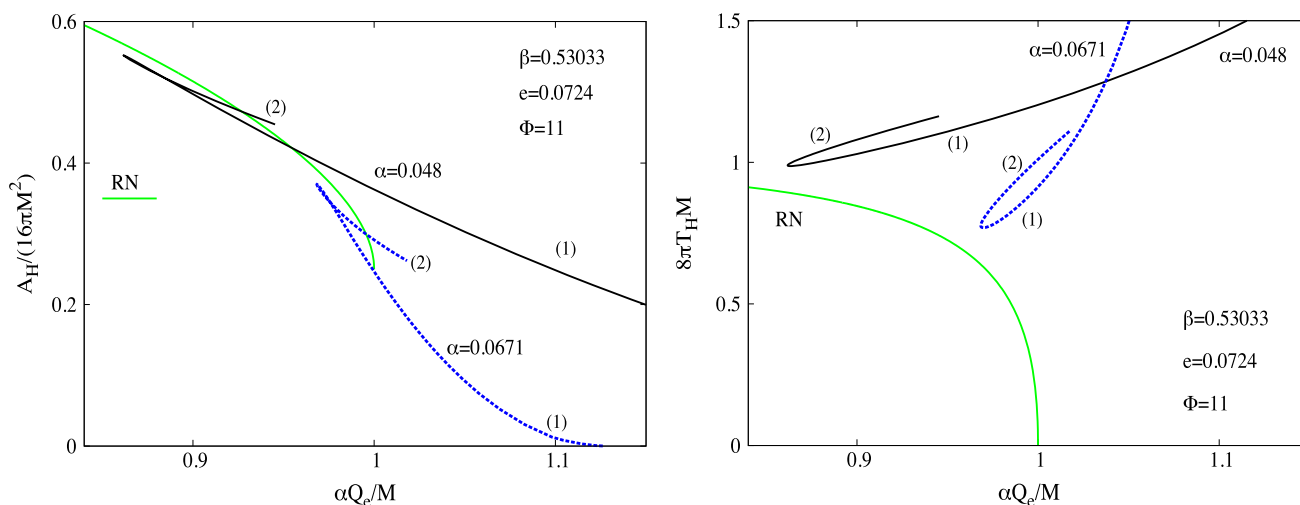 0.6
β=0.53033
(2)
e=0.0724
Φ=11
0.4
α=0.048
RN
A_H/(16πM²)
(1)
(2)
0.2
α=0.0671
(1)
0
0.9
1
1.1
αQ_e/M
1.5
α=0.0671
α=0.048
(2)
(1)
1
(2)
(1)
8πT_HM
RN
0.5
β=0.53033
e=0.0724
Φ=11
0
0.9
1
1.1
αQ_e/M